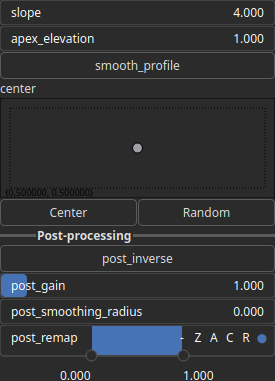 slope 4.000
apex_elevation 1.000
smooth_profile
center
(0.500000, 0.500000)
Center Random
Post-processing
post_inverse
post_gain 1.000
post_smoothing_radius 0.000
post_remap - Z A C R
0.000 1.000